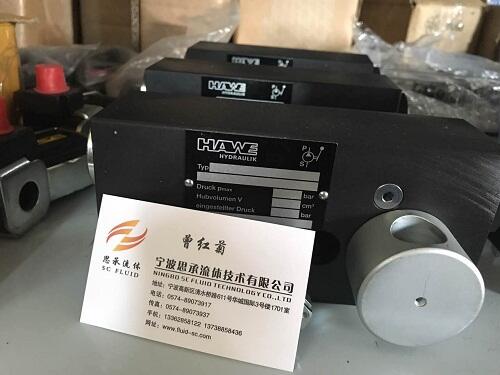 HAWE
HYDRAULIK
Typ
Druck pmax
bar
Hubvolumen V
cm³
eingestellter Druck
bar
P
S
思承流体
SC FLUID
曾红菊
宁波思承流体技术有限公司
NINGBO SC FLUID TECHNOLOGY CO.,LTD
地址:宁波高新区清水桥路611号华城国际3号楼1701室
电话:0574-89073917
传真:0574-89073937
手机:13362858122 13738858436
网址:www.fluid-sc.com
HAWE
HYDRAULIK
HAWE